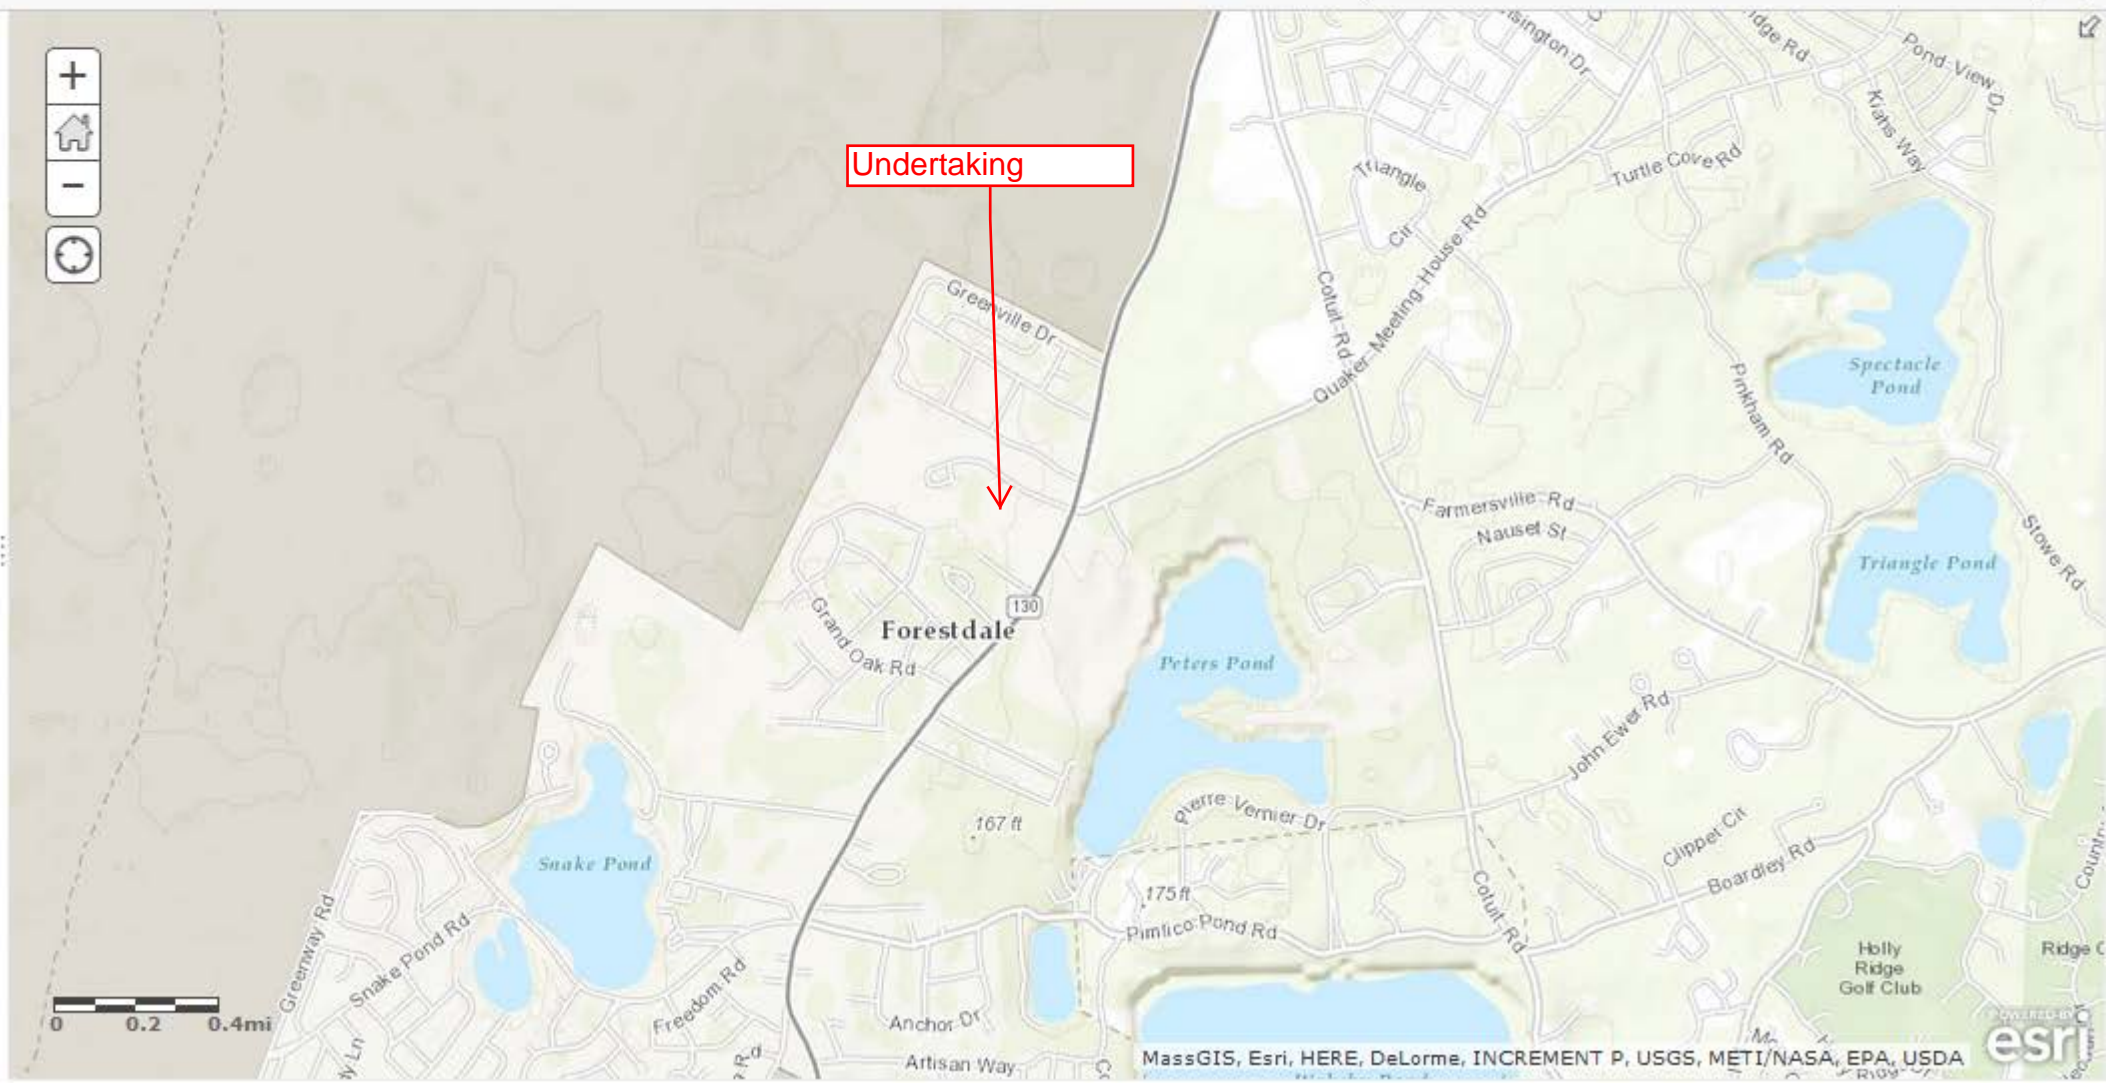 Pond View Dr
Kiahs Way
Undertaking
Triangle
Cir
Turtle Cove Rd
Quaker Meeting House Rd
Cotuit Rd
Greenville Dr
Spectacle
Pond
Pinkham Rd
Farmersville Rd
Nauset St
Stowe Rd
Triangle Pond
130
Forestdale
Grand Oak Rd
Peters Pond
John Ewer Rd
Pierre Vernier Dr
167 ft
Snake Pond
Clippet Cir
Boardley Rd
175 ft
Cotuit Rd
Pimlico Pond Rd
Greenway Rd
Snake Pond Rd
Freedom Rd
Holly
Ridge
Golf Club
Ridge
Anchor Dr
Artisan Way
0 0.2 0.4mi
MassGIS, Esri, HERE, DeLorme, INCREMENT P, USGS, METI/NASA, EPA, USDA
POWERED BY
esri